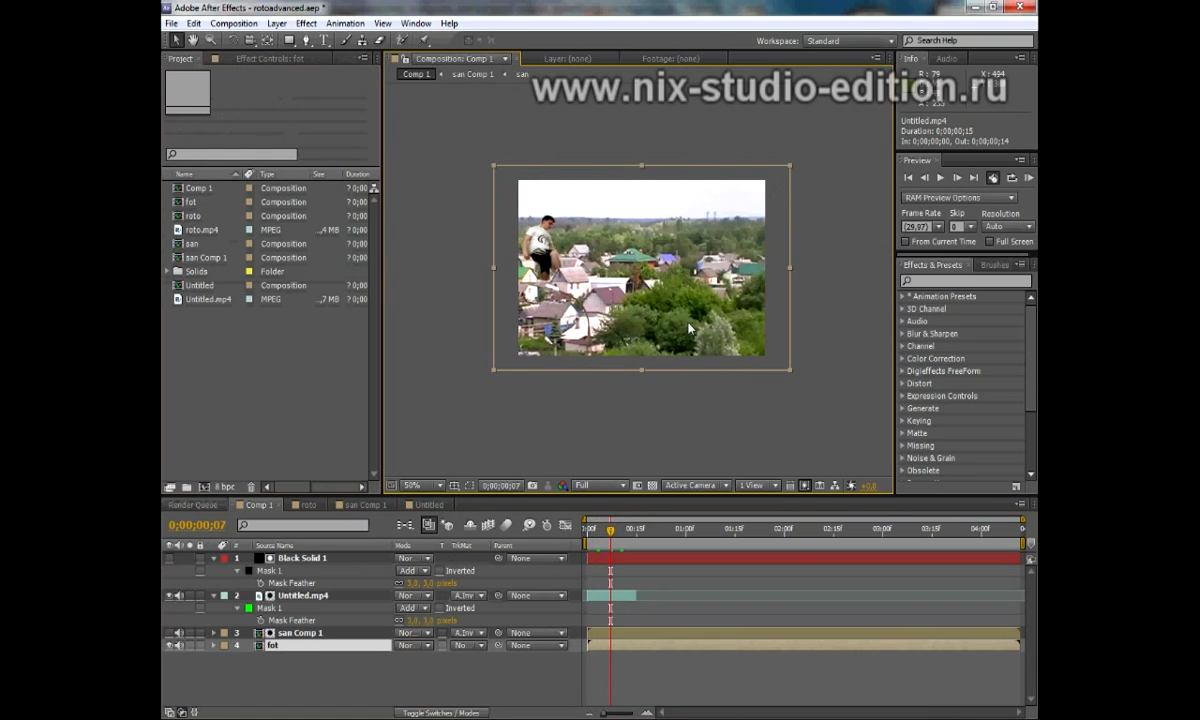 Adobe After Effects - rotoadvanced.aep *
File Edit Composition Layer Effect Animation View Window Help
Workspace: Standard Search Help
Project Effect Controls: fot Composition: Comp 1 Layer: (none) Footage: (none) Info Audio
Comp 1 san Comp 1 san
www.nix-studio-edition.ru
R: 79 X: 494
Untitled.mp4
Duration: 0;00;00;15
In: 0;00;00;00, Out: 0;00;00;14
Preview
RAM Preview Options
Frame Rate Skip Resolution
(29,97) 0 Auto
From Current Time Full Screen
Effects & Presets Brushes
* Animation Presets
3D Channel
Audio
Blur & Sharpen
Channel
Color Correction
Digieffects FreeForm
Distort
Expression Controls
Generate
Keying
Matte
Missing
Noise & Grain
Obsolete
Name Type Size Duration
Comp 1 Composition ? 0;00
fot Composition ? 0;00
roto Composition ? 0;00
roto.mp4 MPEG ...,4 MB ? 0;00
san Composition ? 0;00
san Comp 1 Composition ? 0;00
Solids Folder
Untitled Composition ? 0;00
Untitled.mp4 MPEG ...,7 MB ? 0;00
8 bpc
50% 0;00;00;07 Full Active Camera 1 View +0,0
Render Queue Comp 1 roto san Comp 1 Untitled
0;00;00;07
:00f 00:15f 01:00f 01:15f 02:00f 02:15f 03:00f 03:15f 04:00f
# Source Name Mode T TrkMat Parent
1 Black Solid 1 Nor... None
Mask 1 Add Inverted
Mask Feather 3,0, 3,0 pixels
2 Untitled.mp4 Nor... A.Inv None
Mask 1 Add Inverted
Mask Feather 3,0, 3,0 pixels
3 san Comp 1 Nor... A.Inv None
4 fot Nor... No... None
Toggle Switches / Modes